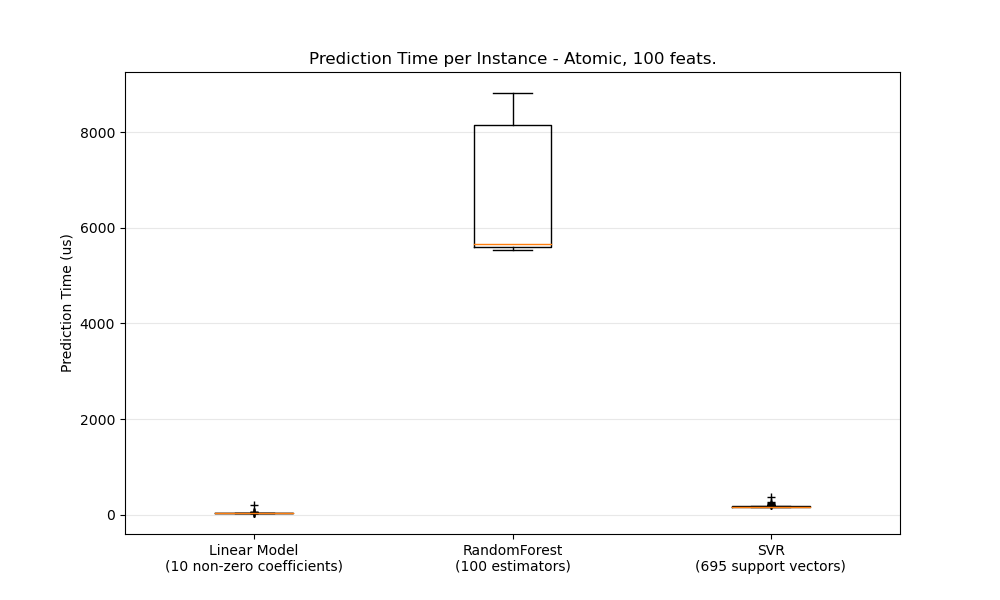 Prediction Time per Instance - Atomic, 100 feats.
Prediction Time (us)
8000
6000
4000
2000
0
Linear Model
(10 non-zero coefficients)
RandomForest
(100 estimators)
SVR
(695 support vectors)